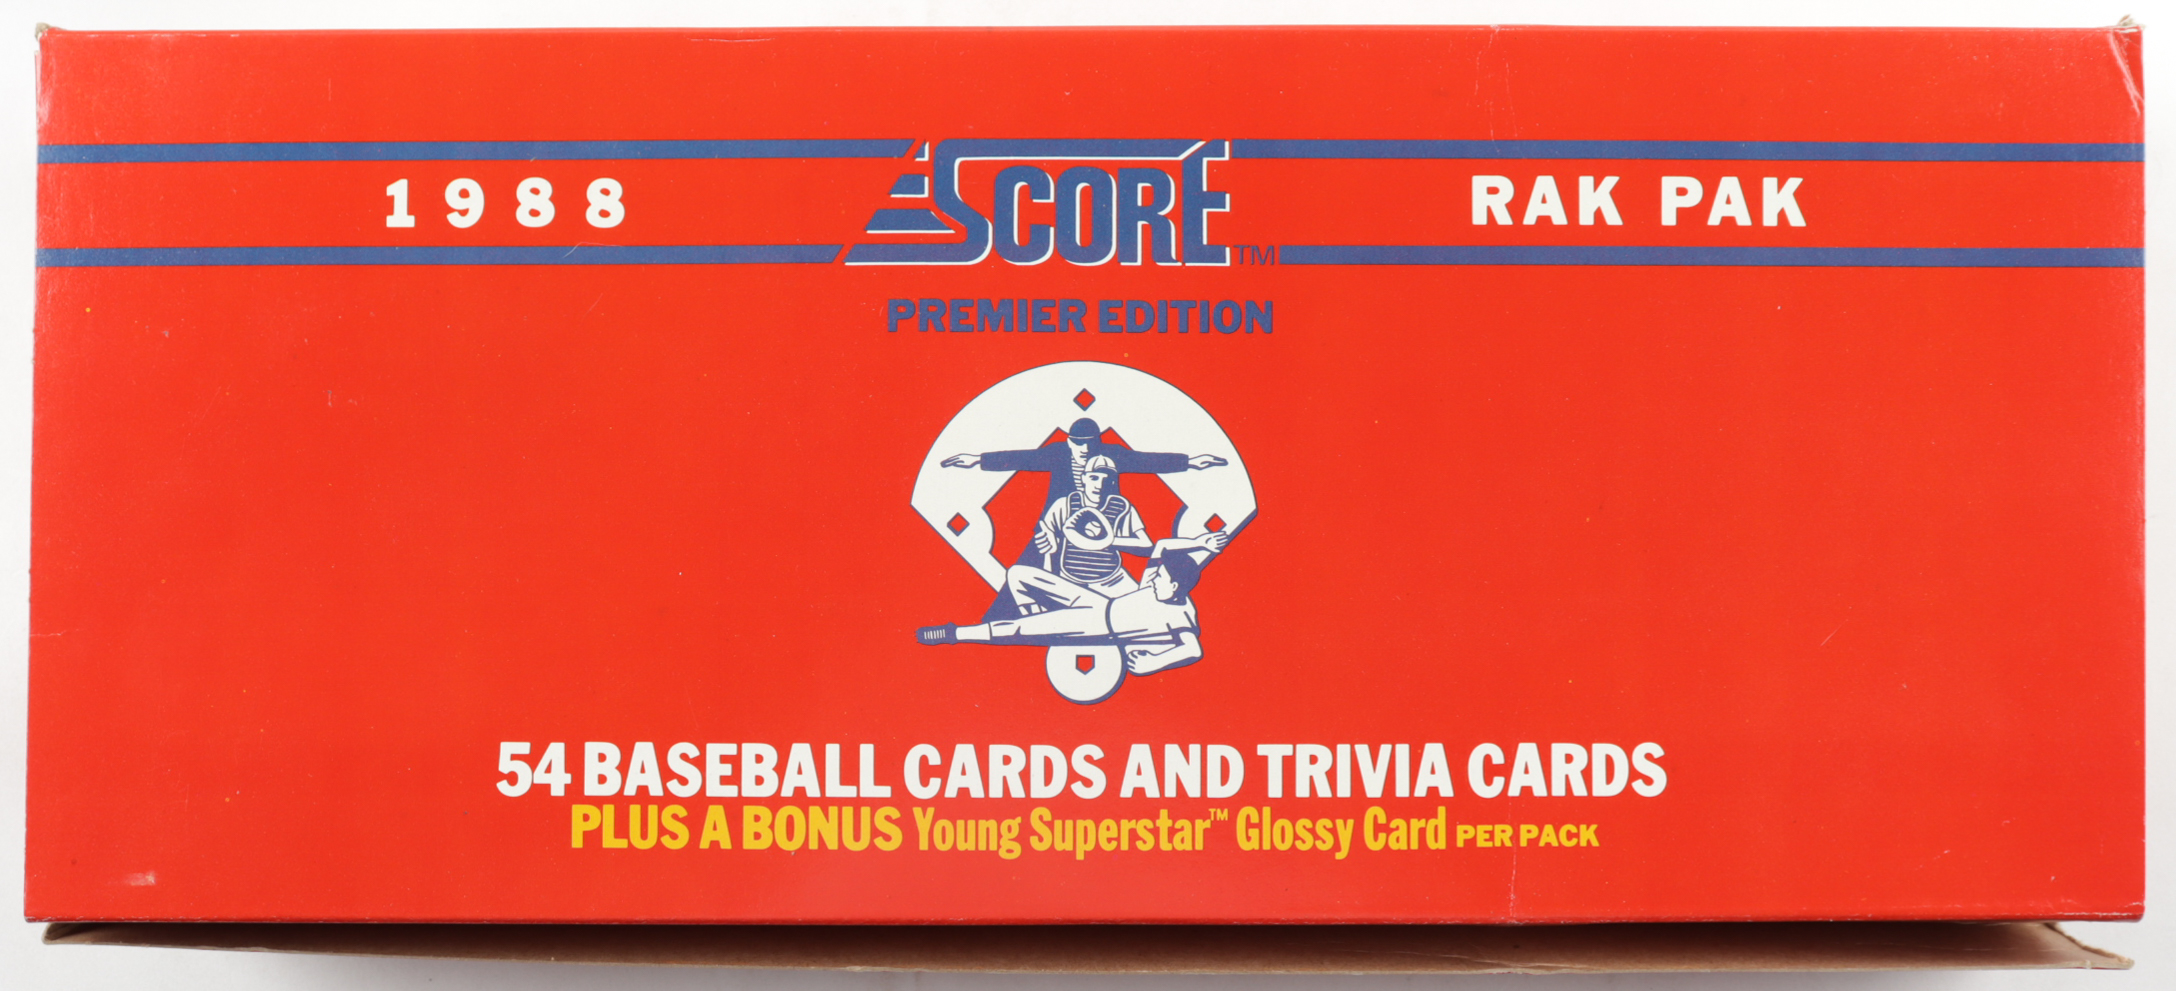 1988 SCORE™ RAK PAK
PREMIER EDITION
54 BASEBALL CARDS AND TRIVIA CARDS
PLUS A BONUS Young Superstar™ Glossy Card PER PACK